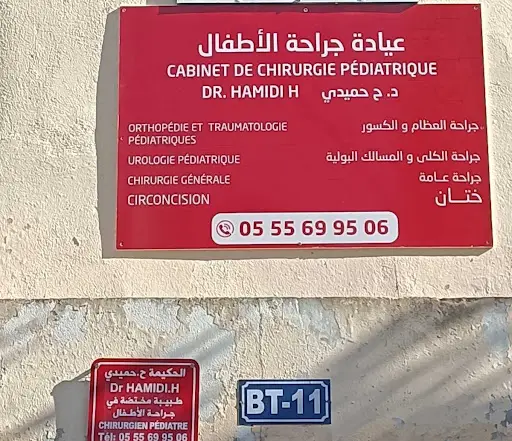 عيادة جراحة الأطفال
CABINET DE CHIRURGIE PÉDIATRIQUE
DR. HAMIDI H د. ح حميدي
ORTHOPÉDIE ET TRAUMATOLOGIE PÉDIATRIQUES جراحة العظام و الكسور
UROLOGIE PÉDIATRIQUE جراحة الكلى و المسالك البولية
CHIRURGIE GÉNÉRALE جراحة عـامة
CIRCONCISION ختــان
05 55 69 95 06
الحكيمة ح.حميدي
Dr HAMIDI.H
طبيبة مختصة في
جراحة الأطفال
CHIRURGIEN PÉDIATRE
Tél: 05 55 69 95 06
BT-11